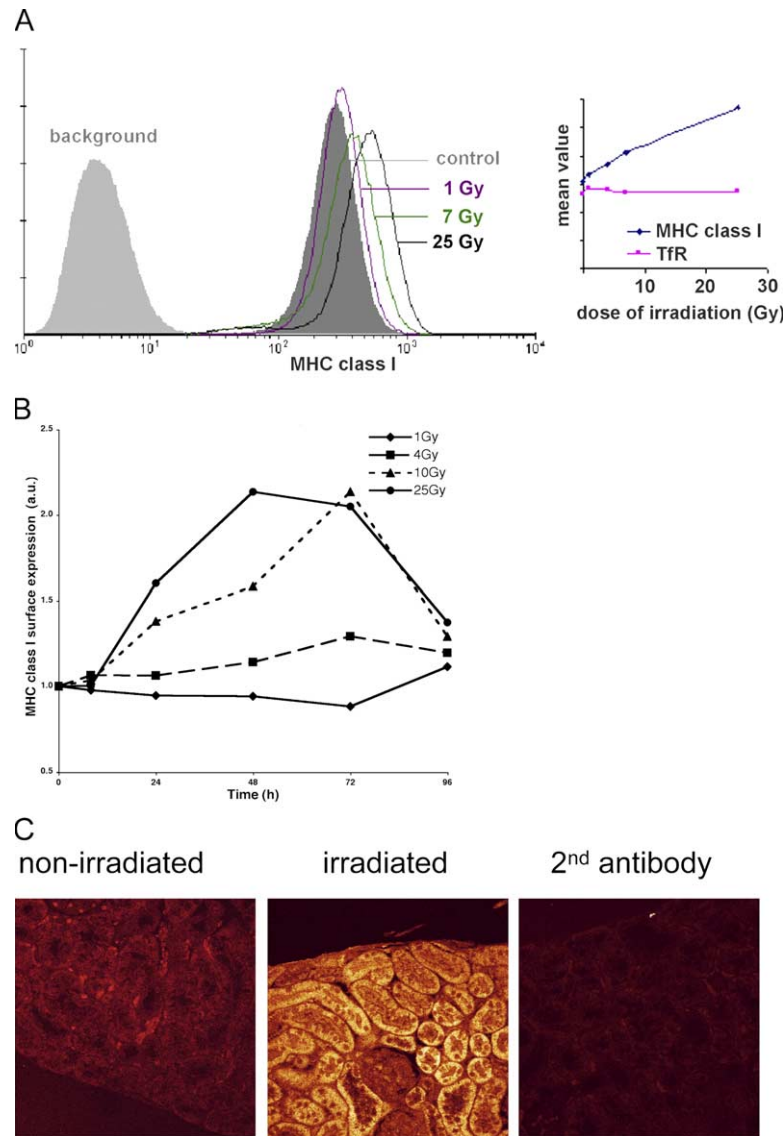 A
background
control
1 Gy
7 Gy
25 Gy
10⁰ 10¹ 10² 10³ 10⁴
MHC class I
mean value
MHC class I
TfR
0 10 20 30
dose of irradiation (Gy)
B
2.5
2.0
1.5
1.0
0.5
MHC class I surface expression (a.u.)
1Gy
4Gy
10Gy
25Gy
0 24 48 72 96
Time (h)
C
non-irradiated irradiated 2nd antibody